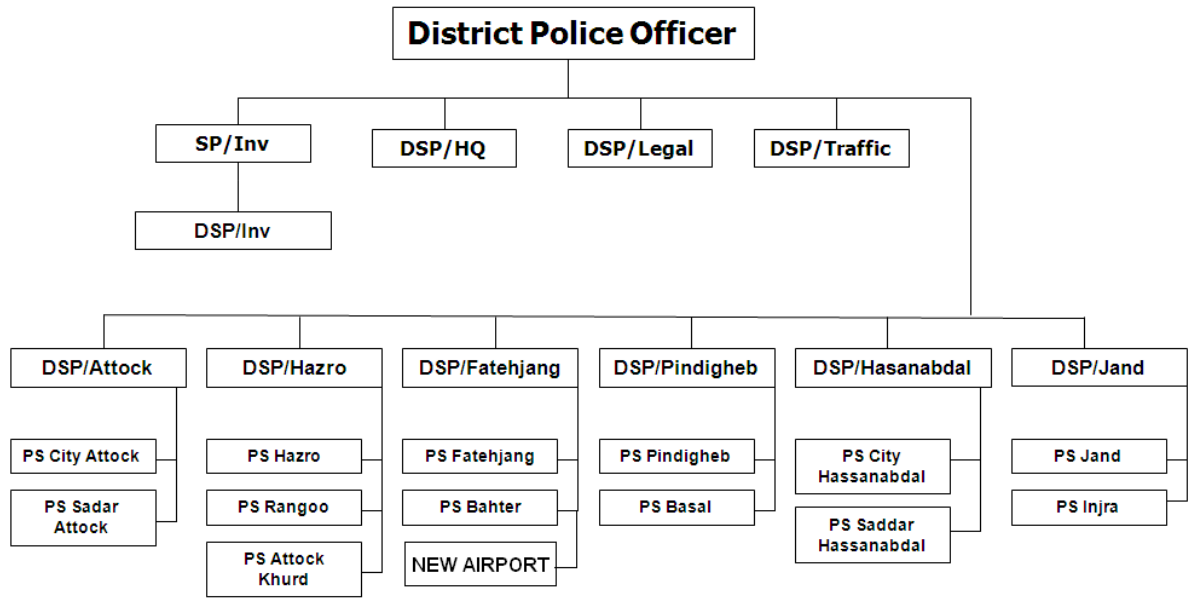 District Police Officer
SP/Inv
DSP/HQ
DSP/Legal
DSP/Traffic
DSP/Inv
DSP/Attock
DSP/Hazro
DSP/Fatehjang
DSP/Pindigheb
DSP/Hasanabdal
DSP/Jand
PS City Attock
PS Sadar
Attock
PS Hazro
PS Rangoo
PS Attock
Khurd
PS Fatehjang
PS Bahter
NEW AIRPORT
PS Pindigheb
PS Basal
PS City
Hassanabdal
PS Saddar
Hassanabdal
PS Jand
PS Injra